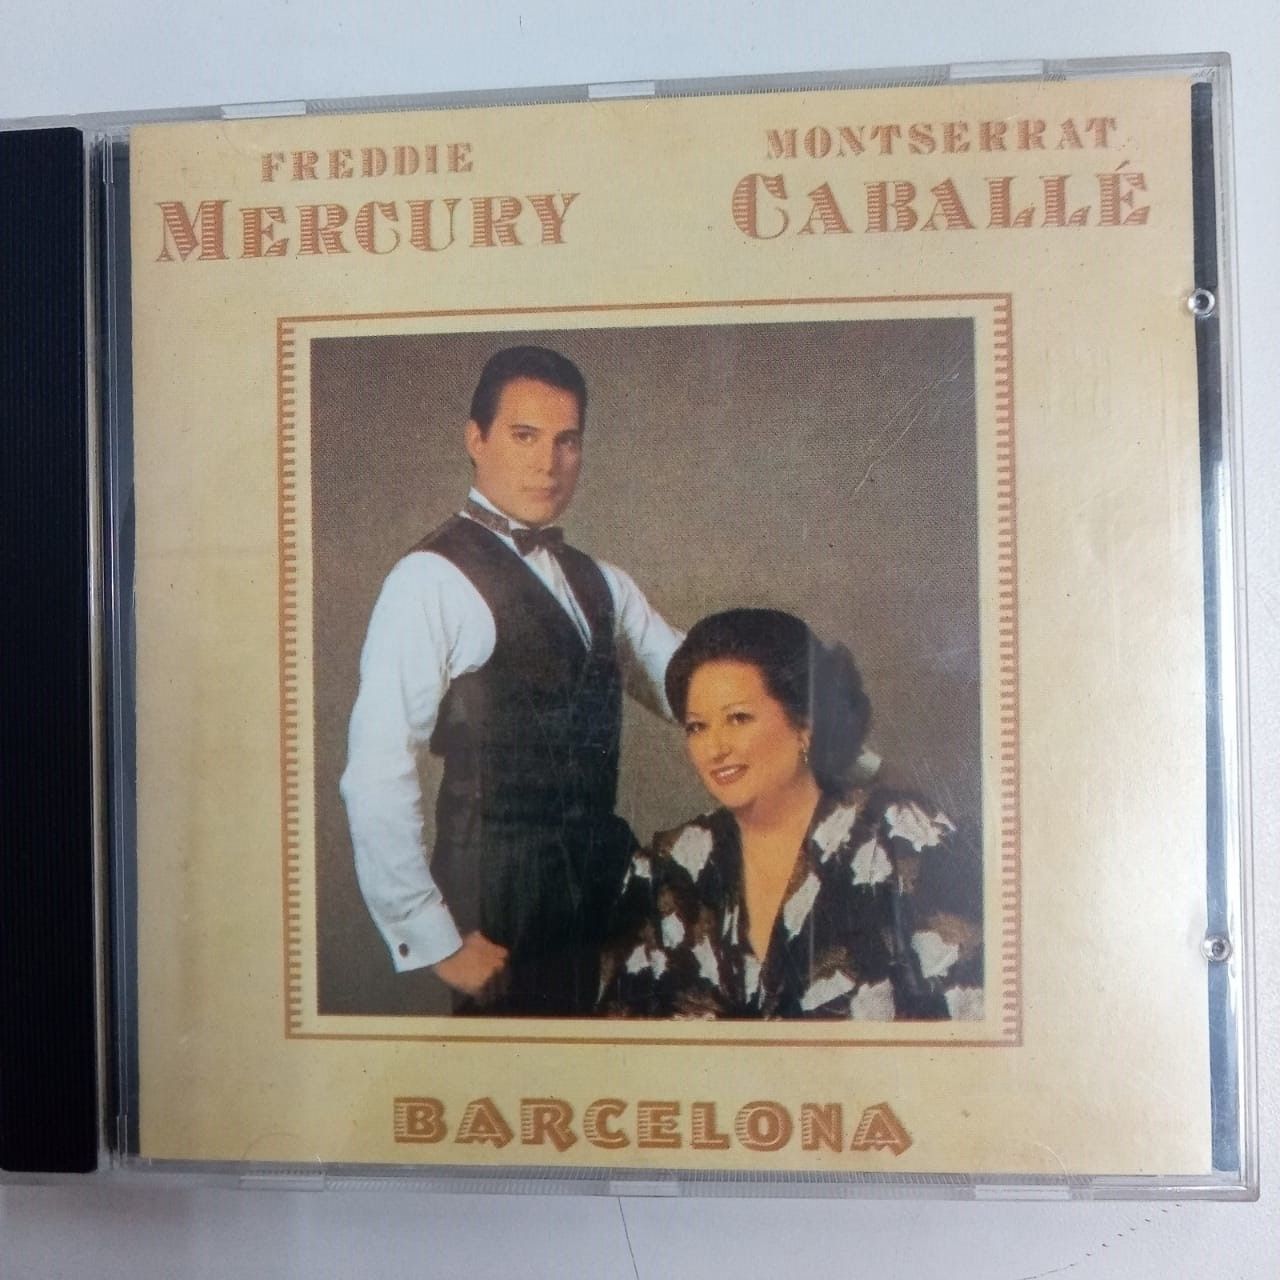 FREDDIE
MERCURY
MONTSERRAT
CABALLÉ
BARCELONA